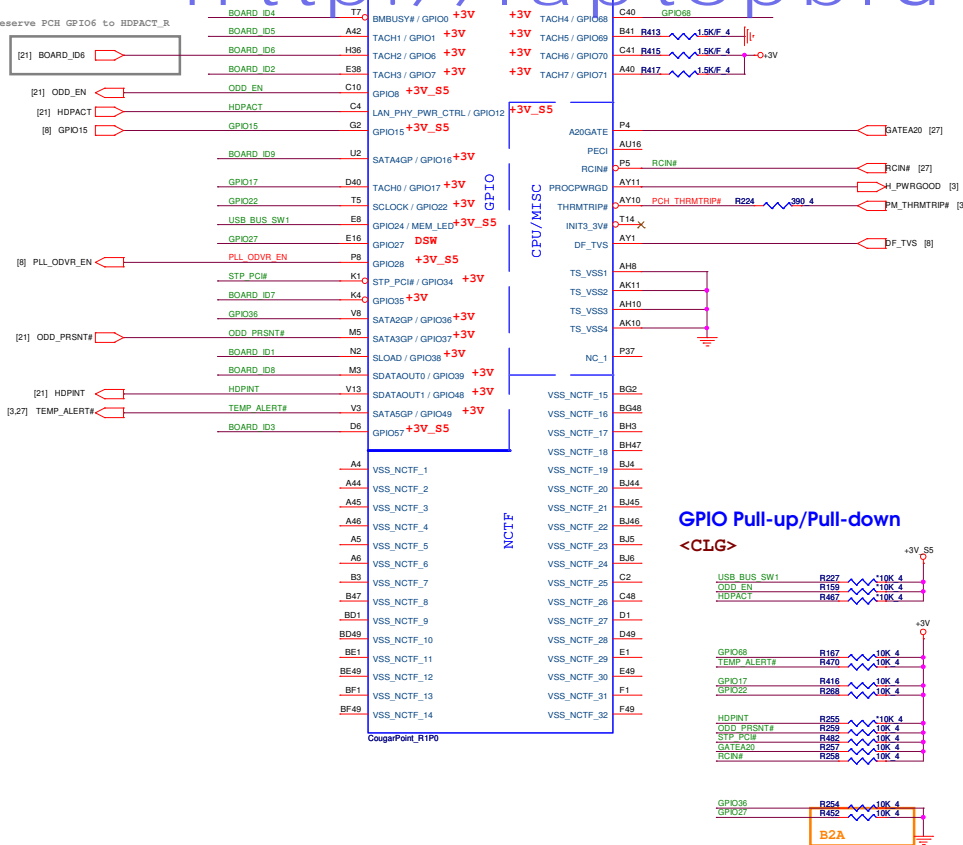 http://laptopblu
Reserve PCH GPIO6 to HDPACT_R
[21] BOARD_ID6
[21] ODD_EN
[21] HDPACT
[8] GPIO15
[8] PLL_ODVR_EN
[21] ODD_PRSNT#
[21] HDPINT
[3,27] TEMP_ALERT#
BOARD_ID4 T7 BMBUSY# / GPIO0 +3V
BOARD_ID5 A42 TACH1 / GPIO1 +3V
BOARD_ID6 H36 TACH2 / GPIO6 +3V
BOARD_ID2 E38 TACH3 / GPIO7 +3V
ODD_EN C10 GPIO8 +3V_S5
HDPACT C4 LAN_PHY_PWR_CTRL / GPIO12 +3V_S5
GPIO15 G2 GPIO15 +3V_S5
BOARD_ID9 U2 SATA4GP / GPIO16 +3V
GPIO17 D40 TACH0 / GPIO17 +3V
GPIO22 T5 SCLOCK / GPIO22 +3V
USB_BUS_SW1 E8 GPIO24 / MEM_LED +3V_S5
GPIO27 E16 GPIO27 DSW
PLL_ODVR_EN P8 GPIO28 +3V_S5
STP_PCI# K1 STP_PCI# / GPIO34 +3V
BOARD_ID7 K4 GPIO35 +3V
GPIO36 V8 SATA2GP / GPIO36 +3V
ODD_PRSNT# M5 SATA3GP / GPIO37 +3V
BOARD_ID1 N2 SLOAD / GPIO38 +3V
BOARD_ID8 M3 SDATAOUT0 / GPIO39 +3V
HDPINT V13 SDATAOUT1 / GPIO48 +3V
TEMP_ALERT# V3 SATA5GP / GPIO49 +3V
BOARD_ID3 D6 GPIO57 +3V_S5
GPIO
CPU/MISC
NCTF
A4 VSS_NCTF_1
A44 VSS_NCTF_2
A45 VSS_NCTF_3
A46 VSS_NCTF_4
A5 VSS_NCTF_5
A6 VSS_NCTF_6
B3 VSS_NCTF_7
B47 VSS_NCTF_8
BD1 VSS_NCTF_9
BD49 VSS_NCTF_10
BE1 VSS_NCTF_11
BE49 VSS_NCTF_12
BF1 VSS_NCTF_13
BF49 VSS_NCTF_14
CougarPoint_R1P0
+3V TACH4 / GPIO68 C40 GPIO68
+3V TACH5 / GPIO69 B41 R413 1.5K/F_4
+3V TACH6 / GPIO70 C41 R415 1.5K/F_4 +3V
+3V TACH7 / GPIO71 A40 R417 1.5K/F_4
A20GATE P4 GATEA20 [27]
PECI AU16
RCIN# P5 RCIN# RCIN# [27]
PROCPWRGD AY11 H_PWRGOOD [3]
THRMTRIP# AY10 PCH_THRMTRIP# R224 390_4 PM_THRMTRIP# [3
INIT3_3V# T14
DF_TVS AY1 DF_TVS [8]
TS_VSS1 AH8
TS_VSS2 AK11
TS_VSS3 AH10
TS_VSS4 AK10
NC_1 P37
VSS_NCTF_15 BG2
VSS_NCTF_16 BG48
VSS_NCTF_17 BH3
VSS_NCTF_18 BH47
VSS_NCTF_19 BJ4
VSS_NCTF_20 BJ44
VSS_NCTF_21 BJ45
VSS_NCTF_22 BJ46
VSS_NCTF_23 BJ5
VSS_NCTF_24 BJ6
VSS_NCTF_25 C2
VSS_NCTF_26 C48
VSS_NCTF_27 D1
VSS_NCTF_28 D49
VSS_NCTF_29 E1
VSS_NCTF_30 E49
VSS_NCTF_31 F1
VSS_NCTF_32 F49
GPIO Pull-up/Pull-down
<CLG>
+3V_S5
USB_BUS_SW1 R227 *10K_4
ODD_EN R159 *10K_4
HDPACT R467 *10K_4
+3V
GPIO68 R167 10K_4
TEMP_ALERT# R470 10K_4
GPIO17 R416 10K_4
GPIO22 R268 10K_4
HDPINT R255 *10K_4
ODD_PRSNT# R259 10K_4
STP_PCI# R482 10K_4
GATEA20 R257 10K_4
RCIN# R258 10K_4
GPIO36 R254 10K_4
GPIO27 R452 10K_4
B2A